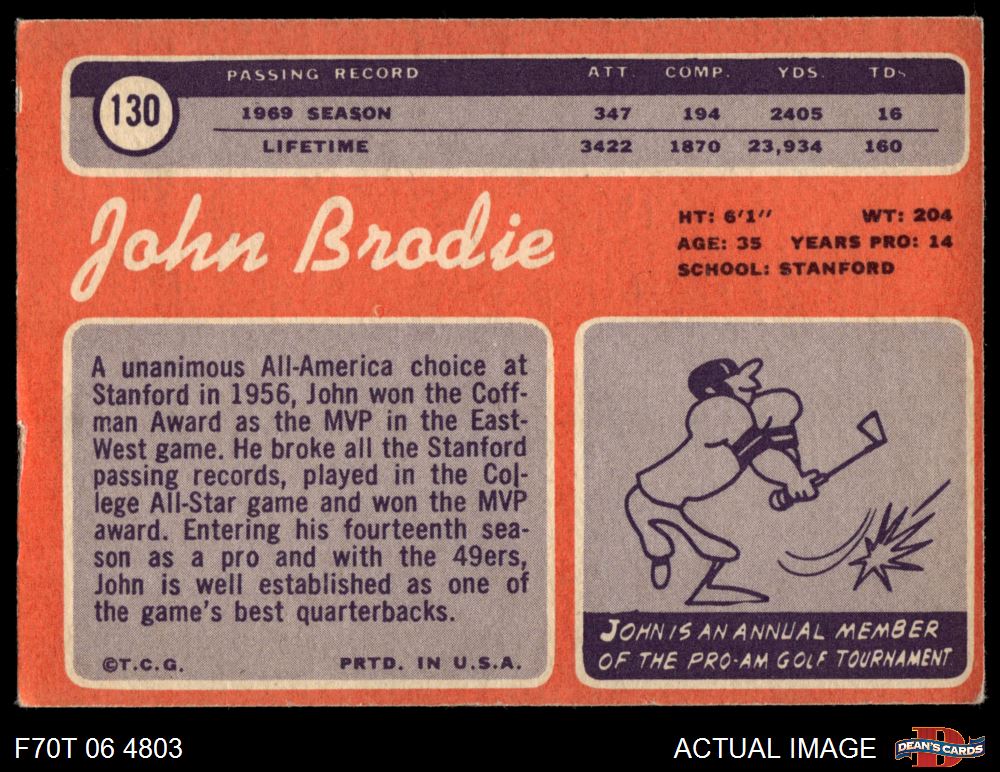 130
PASSING RECORD ATT. COMP. YDS. TDs
1969 SEASON 347 194 2405 16
LIFETIME 3422 1870 23,934 160
John Brodie
HT: 6'1" WT: 204
AGE: 35 YEARS PRO: 14
SCHOOL: STANFORD
A unanimous All-America choice at
Stanford in 1956, John won the Coff-
man Award as the MVP in the East-
West game. He broke all the Stanford
passing records, played in the Col-
lege All-Star game and won the MVP
award. Entering his fourteenth sea-
son as a pro and with the 49ers,
John is well established as one of
the game's best quarterbacks.
©T.C.G. PRTD. IN U.S.A.
JOHN IS AN ANNUAL MEMBER
OF THE PRO-AM GOLF TOURNAMENT
F70T 06 4803 ACTUAL IMAGE
D
DEAN'S CARDS